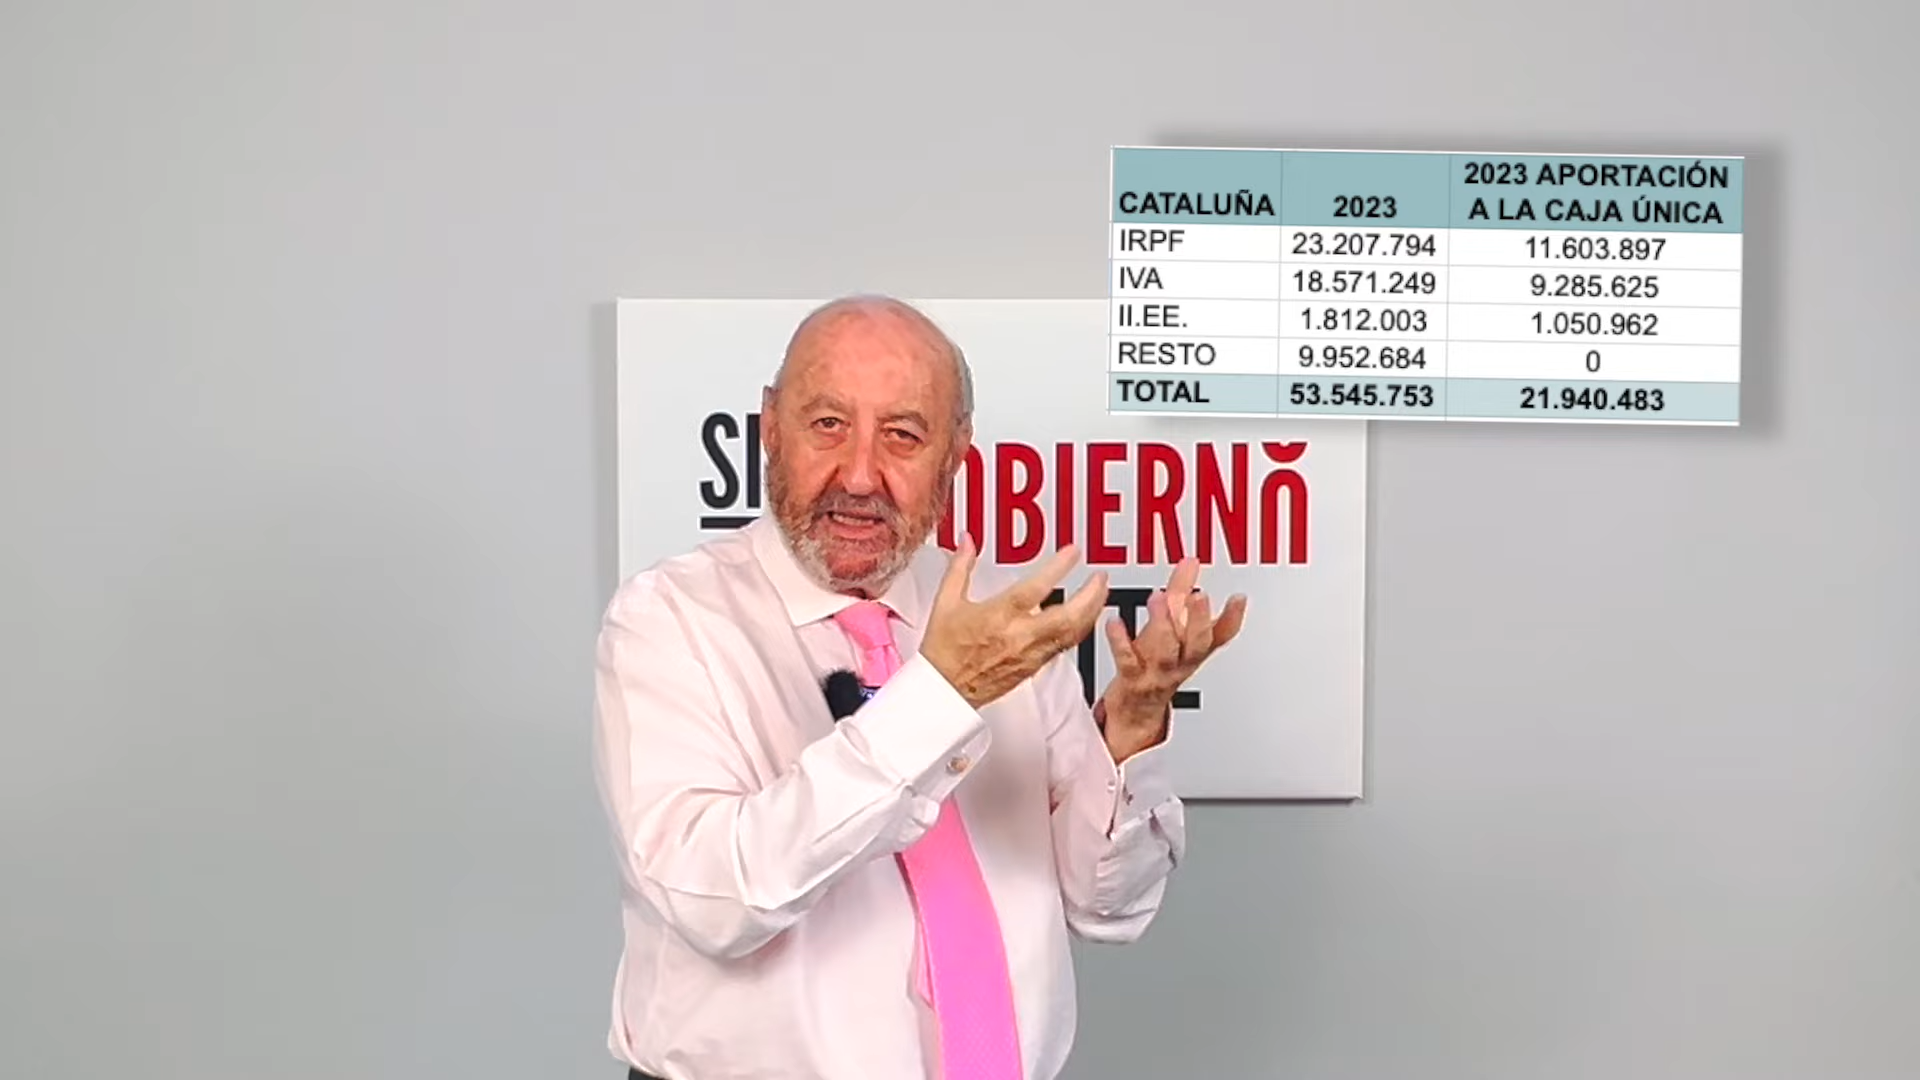 2023 APORTACIÓN
CATALUÑA 2023 A LA CAJA ÚNICA
IRPF 23.207.794 11.603.897
IVA 18.571.249 9.285.625
II.EE. 1.812.003 1.050.962
RESTO 9.952.684 0
TOTAL 53.545.753 21.940.483
OBIERNO